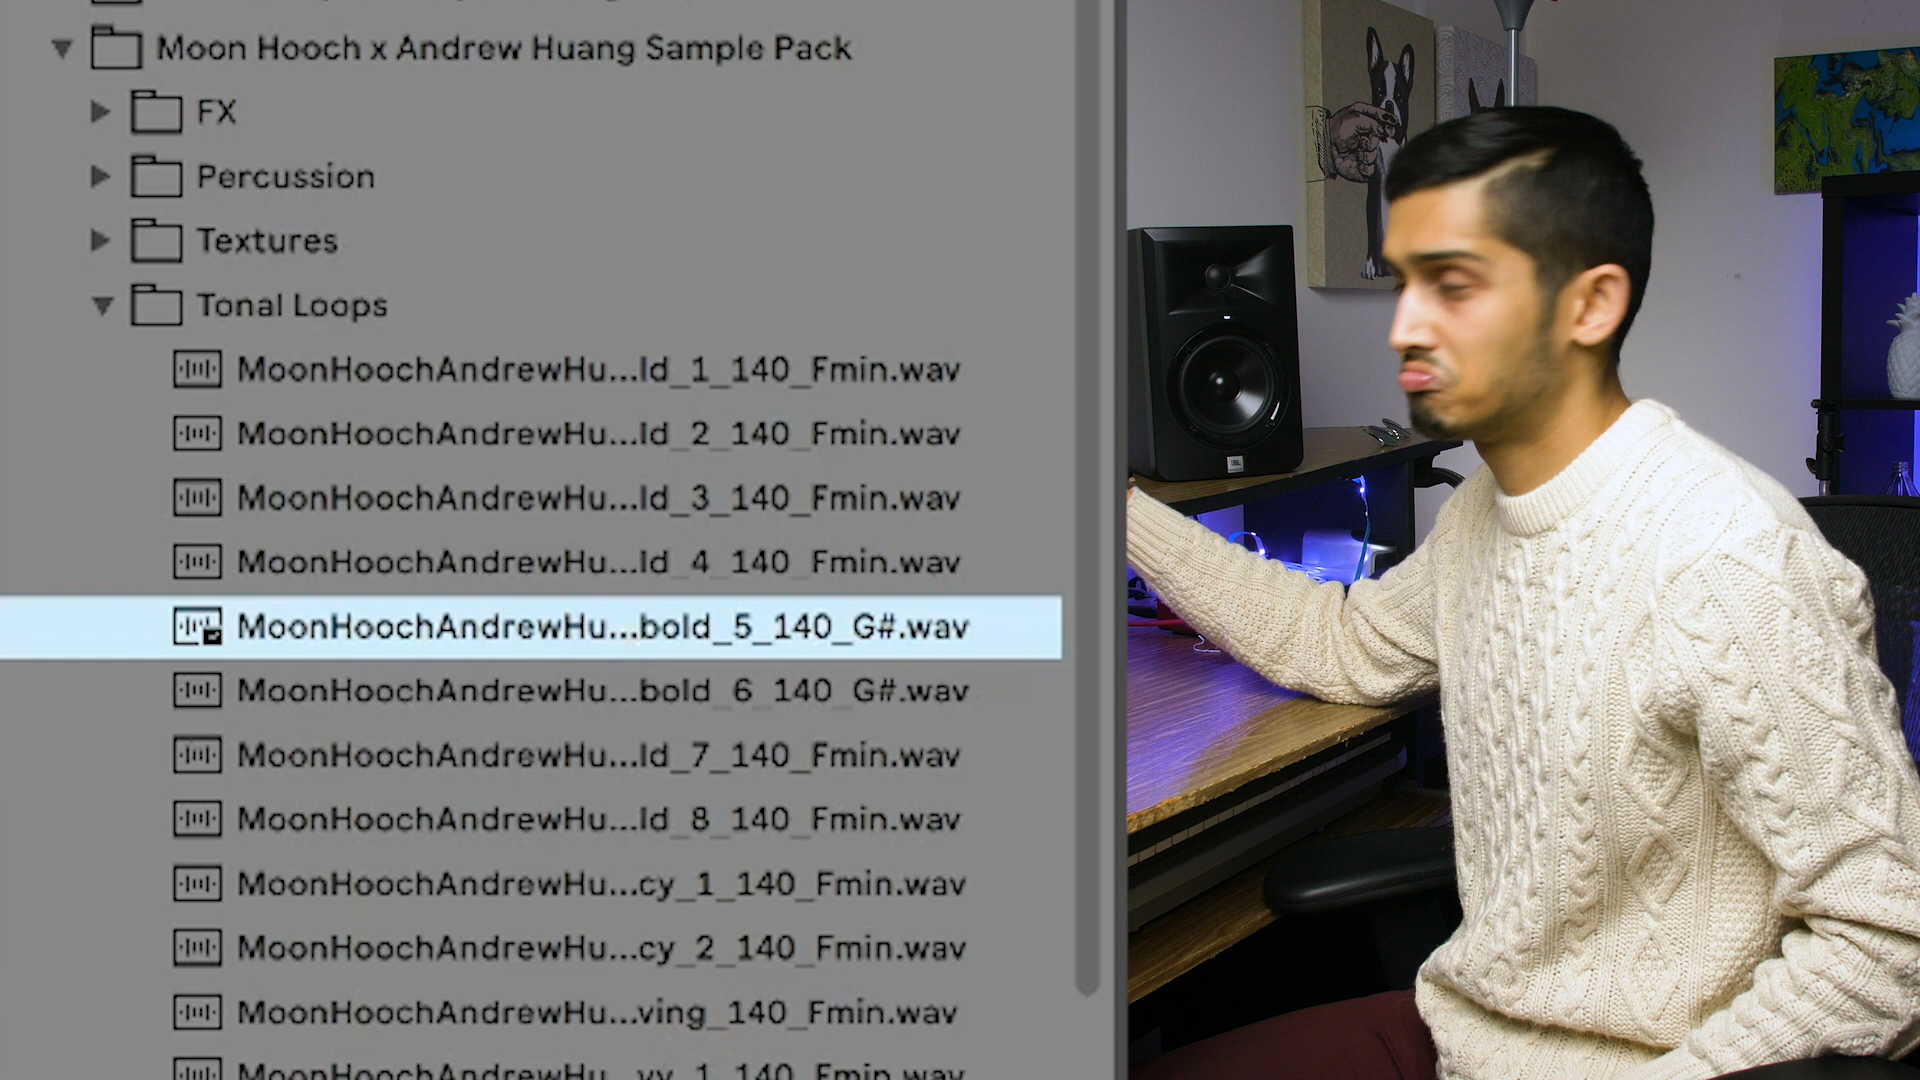 Moon Hooch x Andrew Huang Sample Pack
FX
Percussion
Textures
Tonal Loops
MoonHoochAndrewHu...ld_1_140_Fmin.wav
MoonHoochAndrewHu...ld_2_140_Fmin.wav
MoonHoochAndrewHu...ld_3_140_Fmin.wav
MoonHoochAndrewHu...ld_4_140_Fmin.wav
MoonHoochAndrewHu...bold_5_140_G#.wav
MoonHoochAndrewHu...bold_6_140_G#.wav
MoonHoochAndrewHu...ld_7_140_Fmin.wav
MoonHoochAndrewHu...ld_8_140_Fmin.wav
MoonHoochAndrewHu...cy_1_140_Fmin.wav
MoonHoochAndrewHu...cy_2_140_Fmin.wav
MoonHoochAndrewHu...ving_140_Fmin.wav
JBL